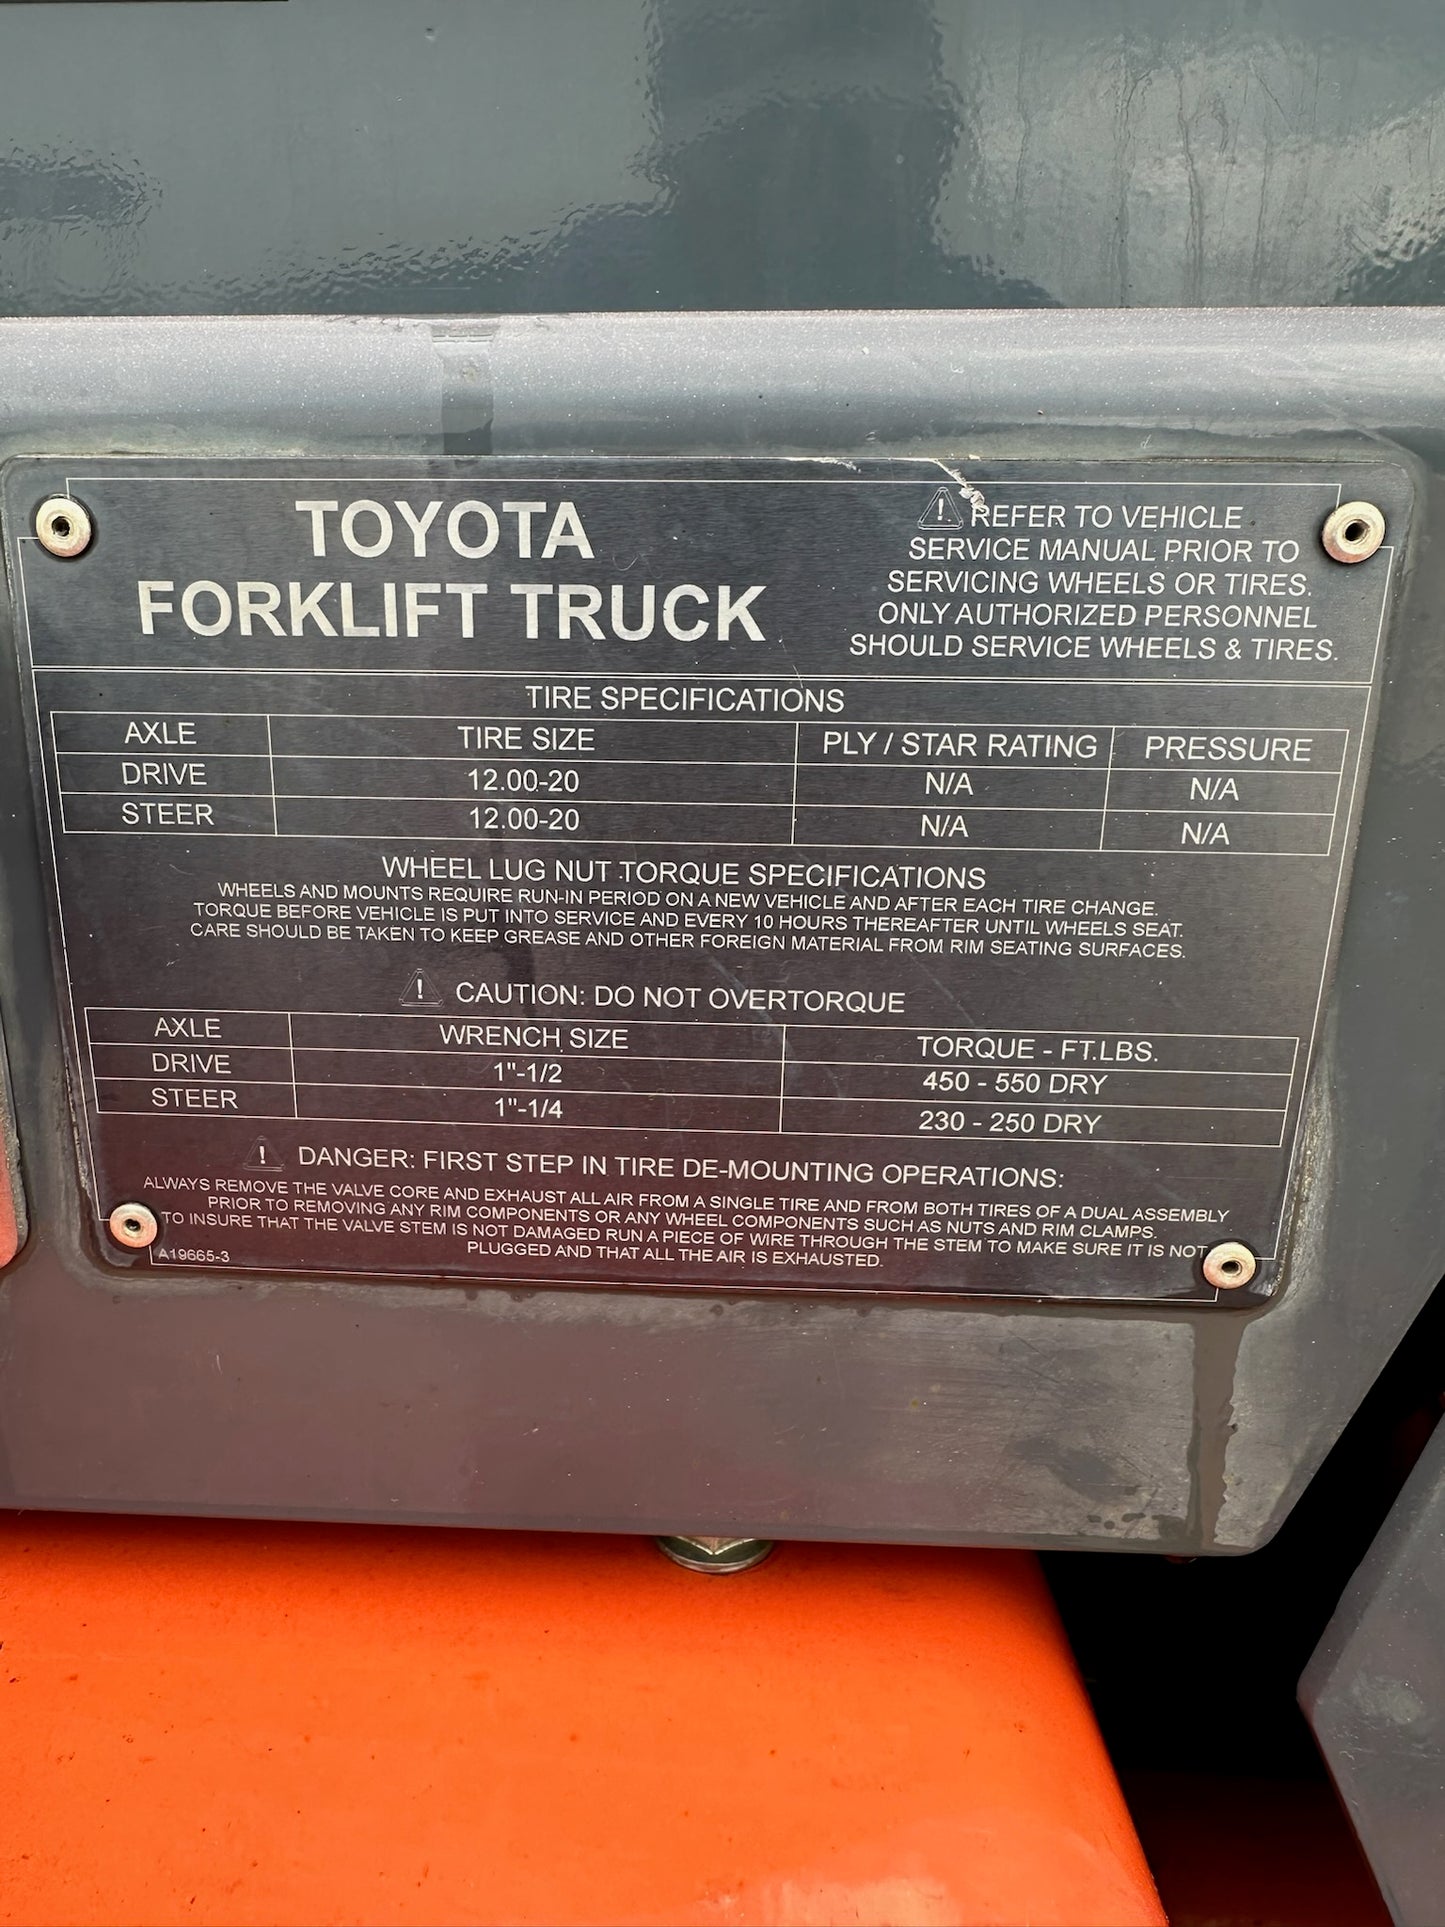 TOYOTA
FORKLIFT TRUCK
! REFER TO VEHICLE
SERVICE MANUAL PRIOR TO
SERVICING WHEELS OR TIRES.
ONLY AUTHORIZED PERSONNEL
SHOULD SERVICE WHEELS & TIRES.
TIRE SPECIFICATIONS
AXLE TIRE SIZE PLY / STAR RATING PRESSURE
DRIVE 12.00-20 N/A N/A
STEER 12.00-20 N/A N/A
WHEEL LUG NUT TORQUE SPECIFICATIONS
WHEELS AND MOUNTS REQUIRE RUN-IN PERIOD ON A NEW VEHICLE AND AFTER EACH TIRE CHANGE.
TORQUE BEFORE VEHICLE IS PUT INTO SERVICE AND EVERY 10 HOURS THEREAFTER UNTIL WHEELS SEAT.
CARE SHOULD BE TAKEN TO KEEP GREASE AND OTHER FOREIGN MATERIAL FROM RIM SEATING SURFACES.
! CAUTION: DO NOT OVERTORQUE
AXLE WRENCH SIZE TORQUE - FT.LBS.
DRIVE 1"-1/2 450 - 550 DRY
STEER 1"-1/4 230 - 250 DRY
! DANGER: FIRST STEP IN TIRE DE-MOUNTING OPERATIONS:
ALWAYS REMOVE THE VALVE CORE AND EXHAUST ALL AIR FROM A SINGLE TIRE AND FROM BOTH TIRES OF A DUAL ASSEMBLY
PRIOR TO REMOVING ANY RIM COMPONENTS OR ANY WHEEL COMPONENTS SUCH AS NUTS AND RIM CLAMPS.
TO INSURE THAT THE VALVE STEM IS NOT DAMAGED RUN A PIECE OF WIRE THROUGH THE STEM TO MAKE SURE IT IS NOT
PLUGGED AND THAT ALL THE AIR IS EXHAUSTED.
A19665-3